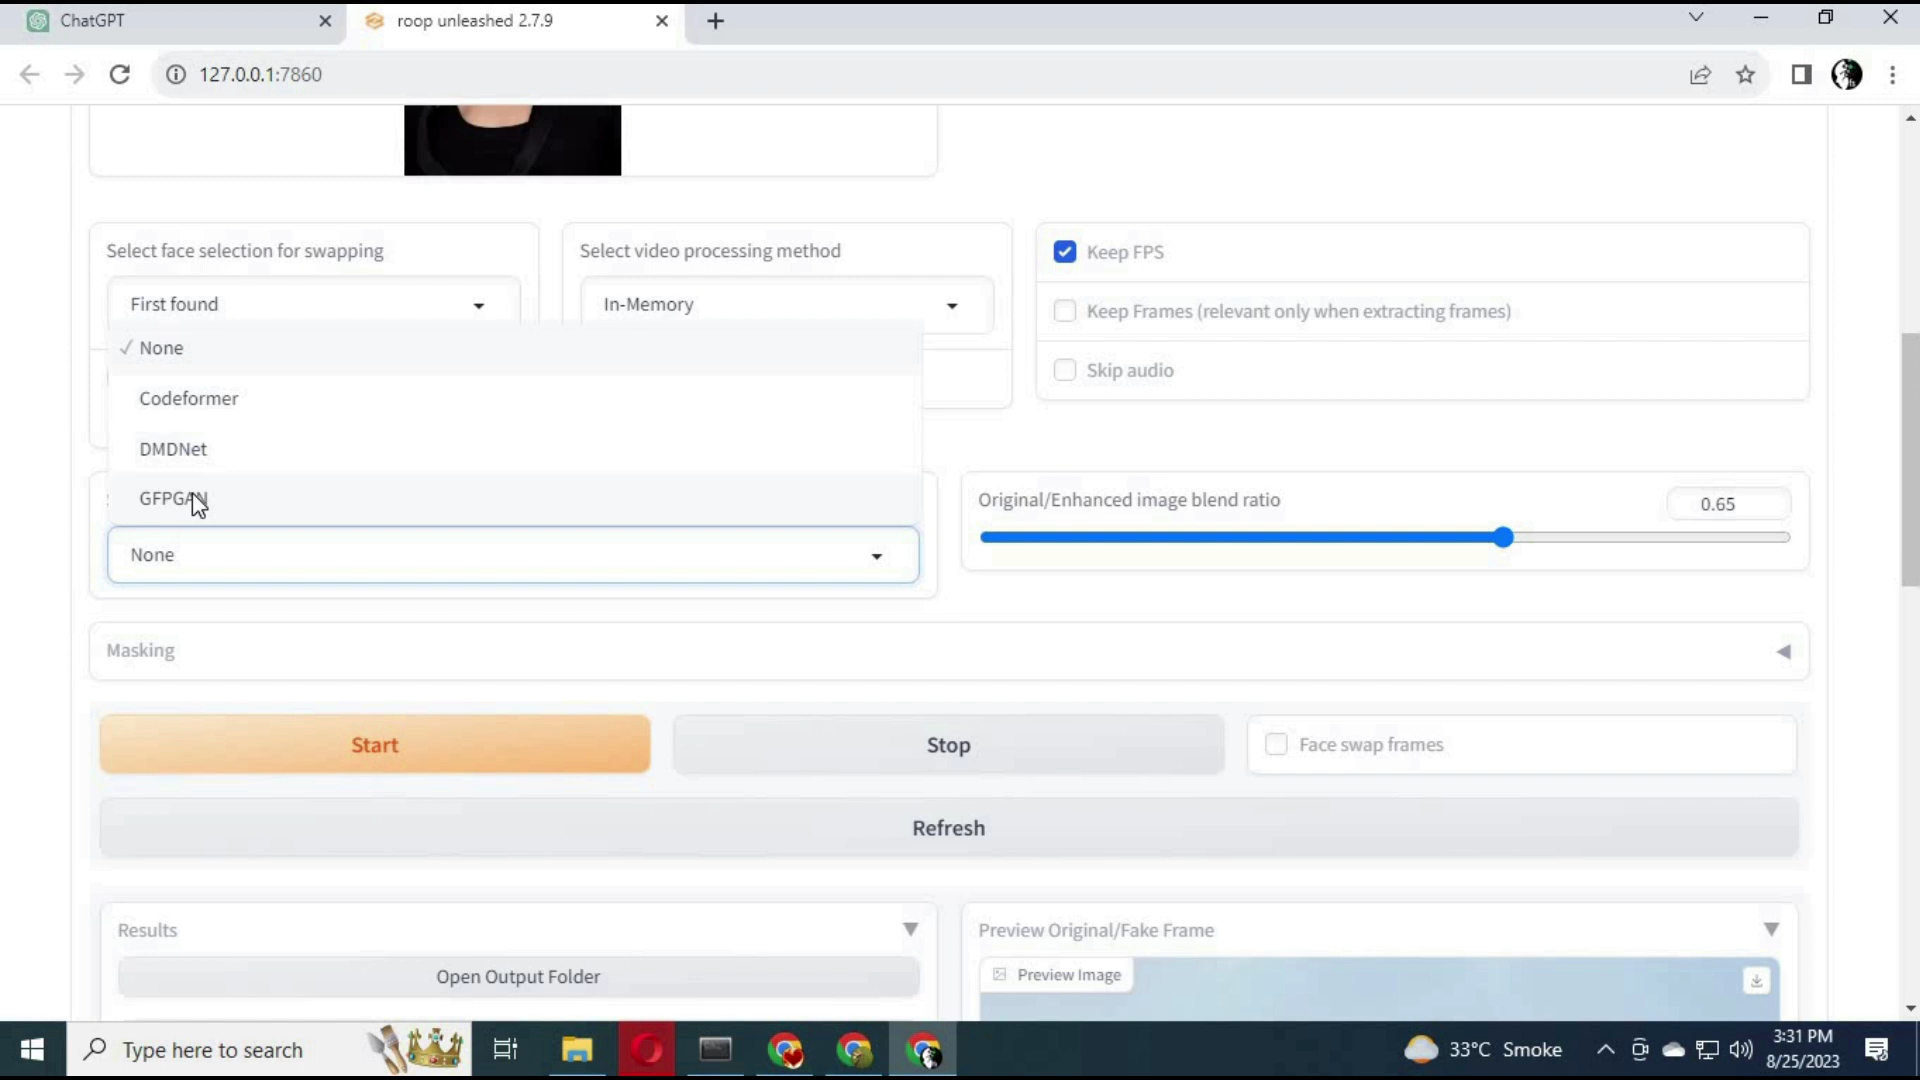 ChatGPT
roop unleashed 2.7.9
127.0.0.1:7860
Select face selection for swapping
Select video processing method
Keep FPS
First found
In-Memory
Keep Frames (relevant only when extracting frames)
None
Skip audio
Codeformer
DMDNet
GFPGAN
Original/Enhanced image blend ratio
0.65
None
Masking
Start
Stop
Face swap frames
Refresh
Results
Preview Original/Fake Frame
Open Output Folder
Preview Image
Type here to search
33°C Smoke
3:31 PM
8/25/2023